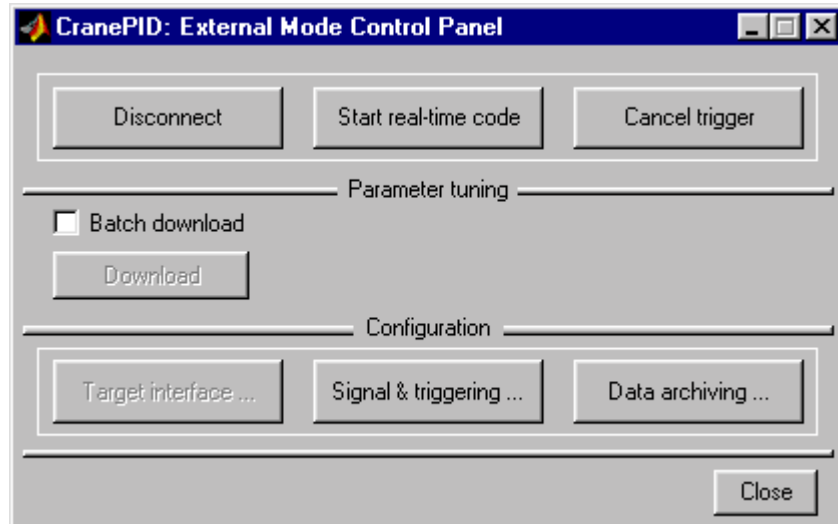 CranePID: External Mode Control Panel
Disconnect Start real-time code Cancel trigger
Parameter tuning
Batch download
Download
Configuration
Target interface ... Signal & triggering ... Data archiving ...
Close